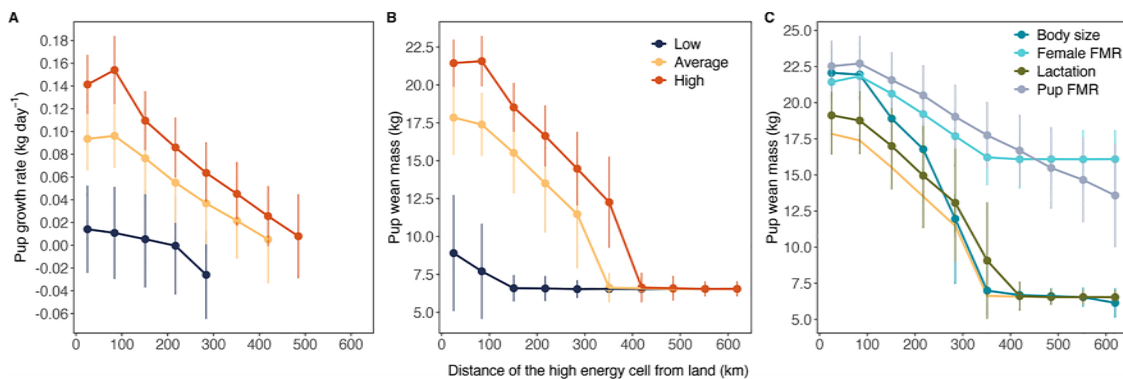 A
Pup growth rate (kg day⁻¹)
0.18
0.16
0.14
0.12
0.10
0.08
0.06
0.04
0.02
0.00
-0.02
-0.04
-0.06
0 100 200 300 400 500 600
B
Low
Average
High
Pup wean mass (kg)
22.5
20.0
17.5
15.0
12.5
10.0
7.5
5.0
0 100 200 300 400 500 600
Distance of the high energy cell from land (km)
C
Body size
Female FMR
Lactation
Pup FMR
Pup wean mass (kg)
25.0
22.5
20.0
17.5
15.0
12.5
10.0
7.5
5.0
0 100 200 300 400 500 600